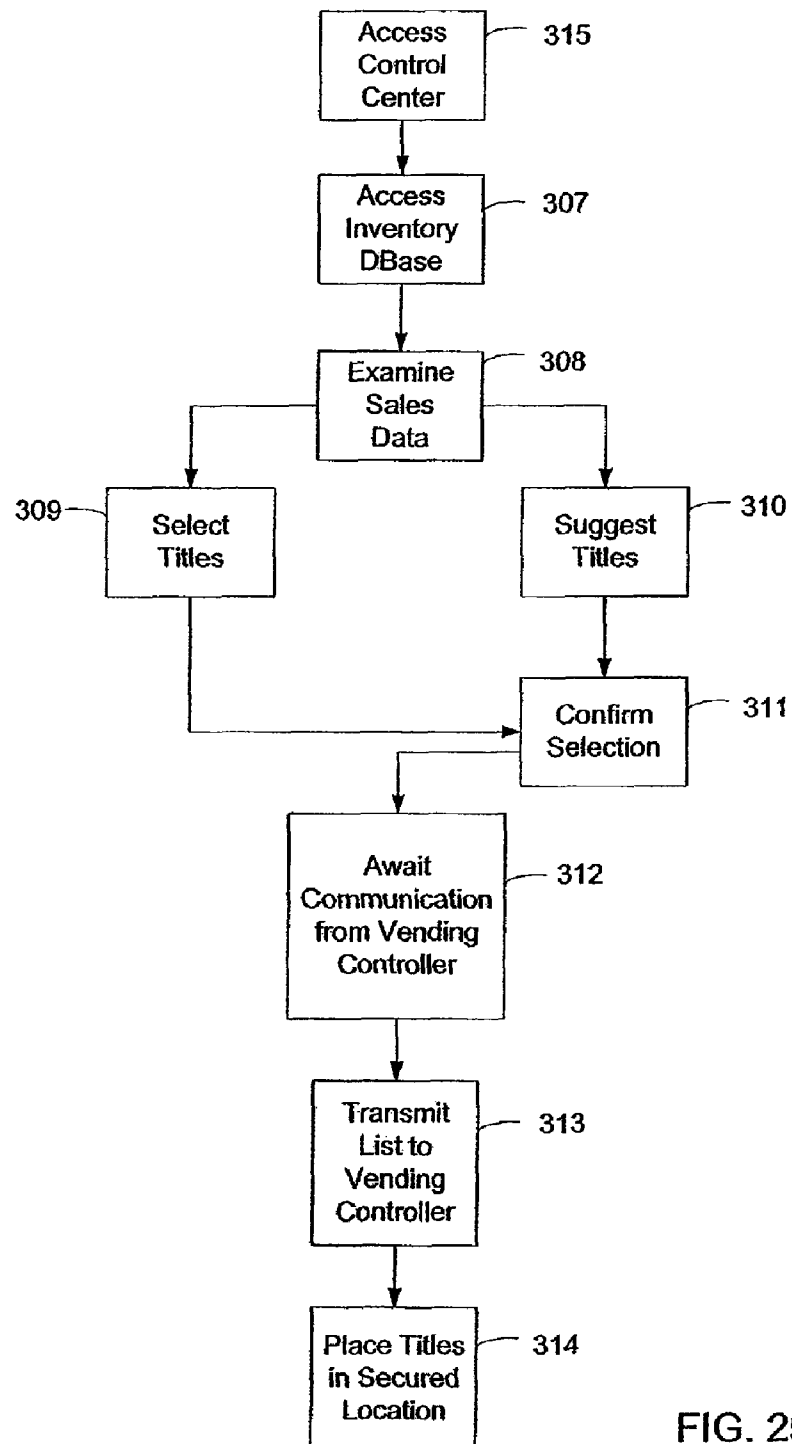 Access
Control
Center
315
Access
Inventory
DBase
307
Examine
Sales
Data
308
309
Select
Titles
Suggest
Titles
310
Confirm
Selection
311
Await
Communication
from Vending
Controller
312
Transmit
List to
Vending
Controller
313
Place Titles
in Secured
Location
314